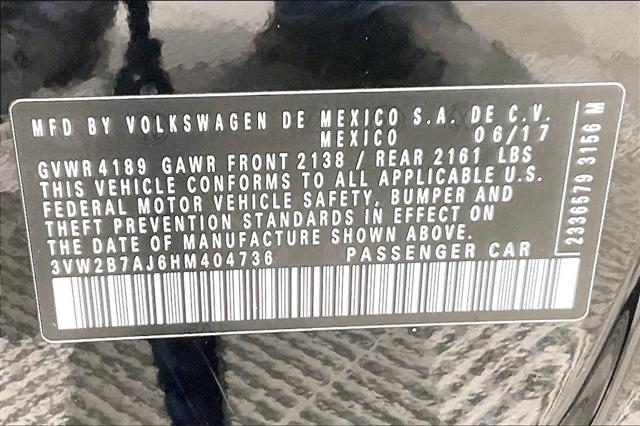 MFD BY VOLKSWAGEN DE MEXICO S.A. DE C.V.
MEXICO 06/17
GVWR 4189 GAWR FRONT 2138 / REAR 2161 LBS
THIS VEHICLE CONFORMS TO ALL APPLICABLE U.S.
FEDERAL MOTOR VEHICLE SAFETY, BUMPER AND
THEFT PREVENTION STANDARDS IN EFFECT ON
THE DATE OF MANUFACTURE SHOWN ABOVE.
3VW2B7AJ6HM404736 PASSENGER CAR
2336579 3156 M